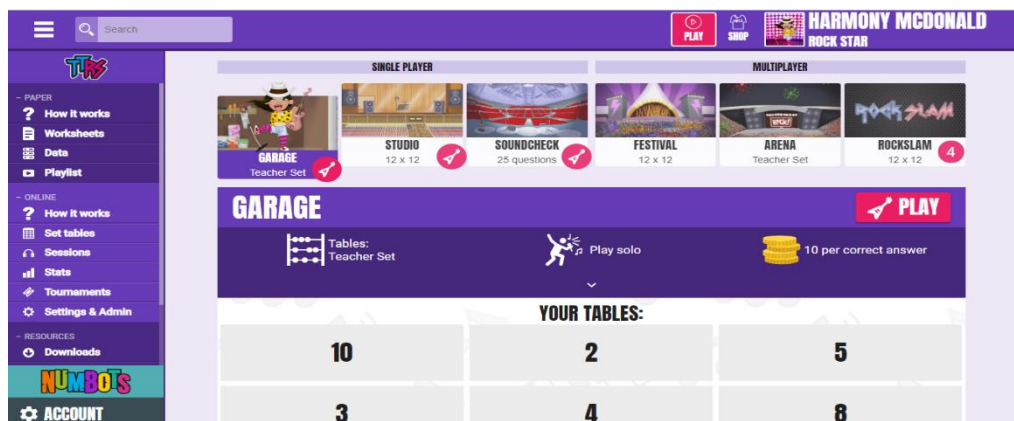 Search
PLAY
SHOP
HARMONY MCDONALD
ROCK STAR
TTRS
- PAPER
? How it works
Worksheets
Data
Playlist
- ONLINE
? How it works
Set tables
Sessions
Stats
Tournaments
Settings & Admin
- RESOURCES
Downloads
NUMBOTS
ACCOUNT
SINGLE PLAYER
MULTIPLAYER
GARAGE
Teacher Set
STUDIO
12 x 12
SOUNDCHECK
25 questions
FESTIVAL
12 x 12
ROCK!
ARENA
Teacher Set
ROCK SLAM
ROCKSLAM
12 x 12
4
GARAGE
PLAY
Tables:
Teacher Set
Play solo
10 per correct answer
YOUR TABLES:
10 2 5
3 4 8